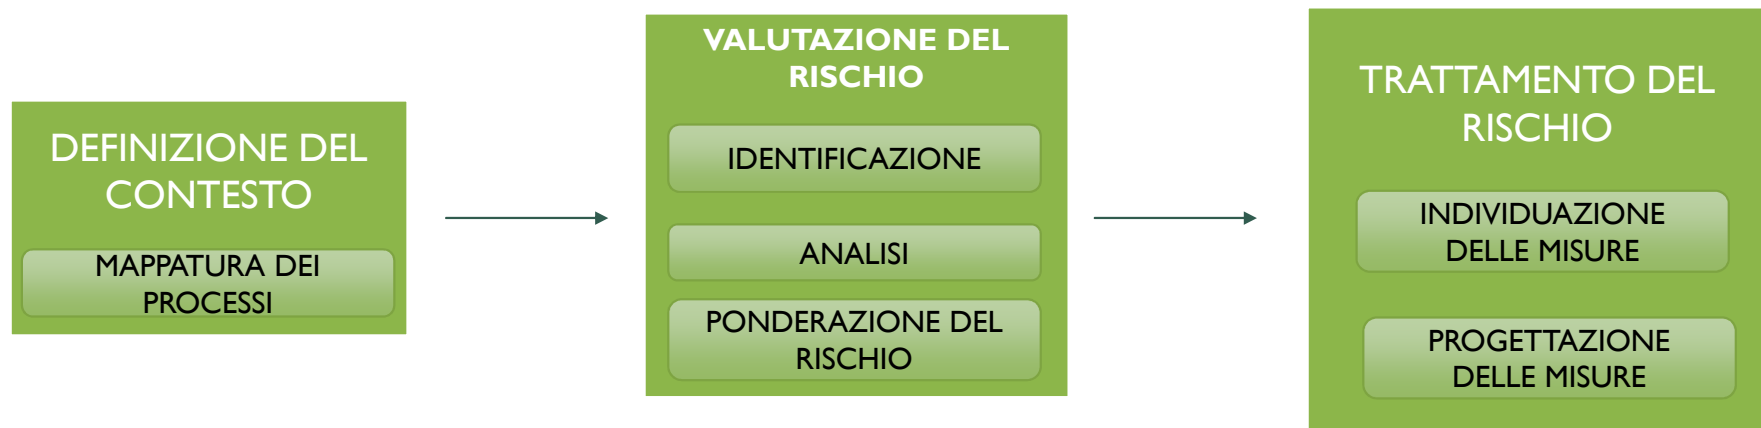 DEFINIZIONE DEL
CONTESTO
MAPPATURA DEI
PROCESSI
VALUTAZIONE DEL
RISCHIO
IDENTIFICAZIONE
ANALISI
PONDERAZIONE DEL
RISCHIO
TRATTAMENTO DEL
RISCHIO
INDIVIDUAZIONE
DELLE MISURE
PROGETTAZIONE
DELLE MISURE